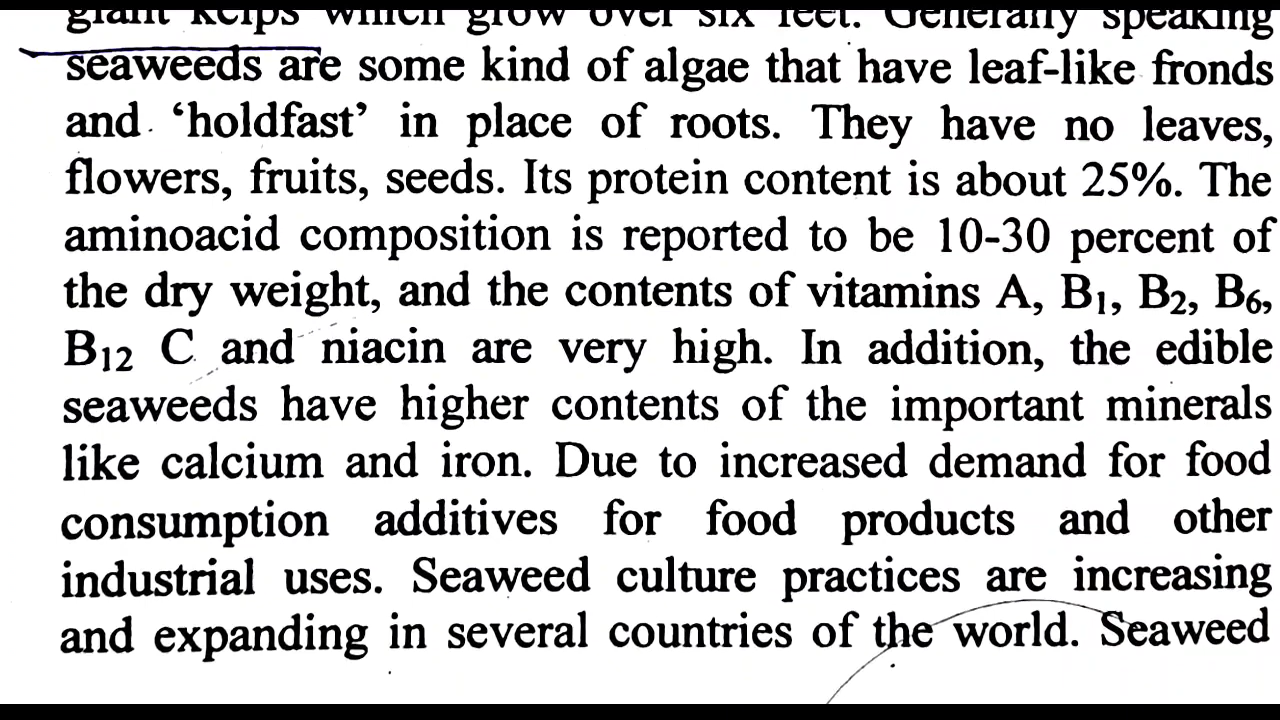 giant kelps which grow over six feet. Generally speaking
seaweeds are some kind of algae that have leaf-like fronds
and ‘holdfast’ in place of roots. They have no leaves,
flowers, fruits, seeds. Its protein content is about 25%. The
aminoacid composition is reported to be 10-30 percent of
the dry weight, and the contents of vitamins A, B₁, B₂, B₆,
B₁₂ C and niacin are very high. In addition, the edible
seaweeds have higher contents of the important minerals
like calcium and iron. Due to increased demand for food
consumption additives for food products and other
industrial uses. Seaweed culture practices are increasing
and expanding in several countries of the world. Seaweed